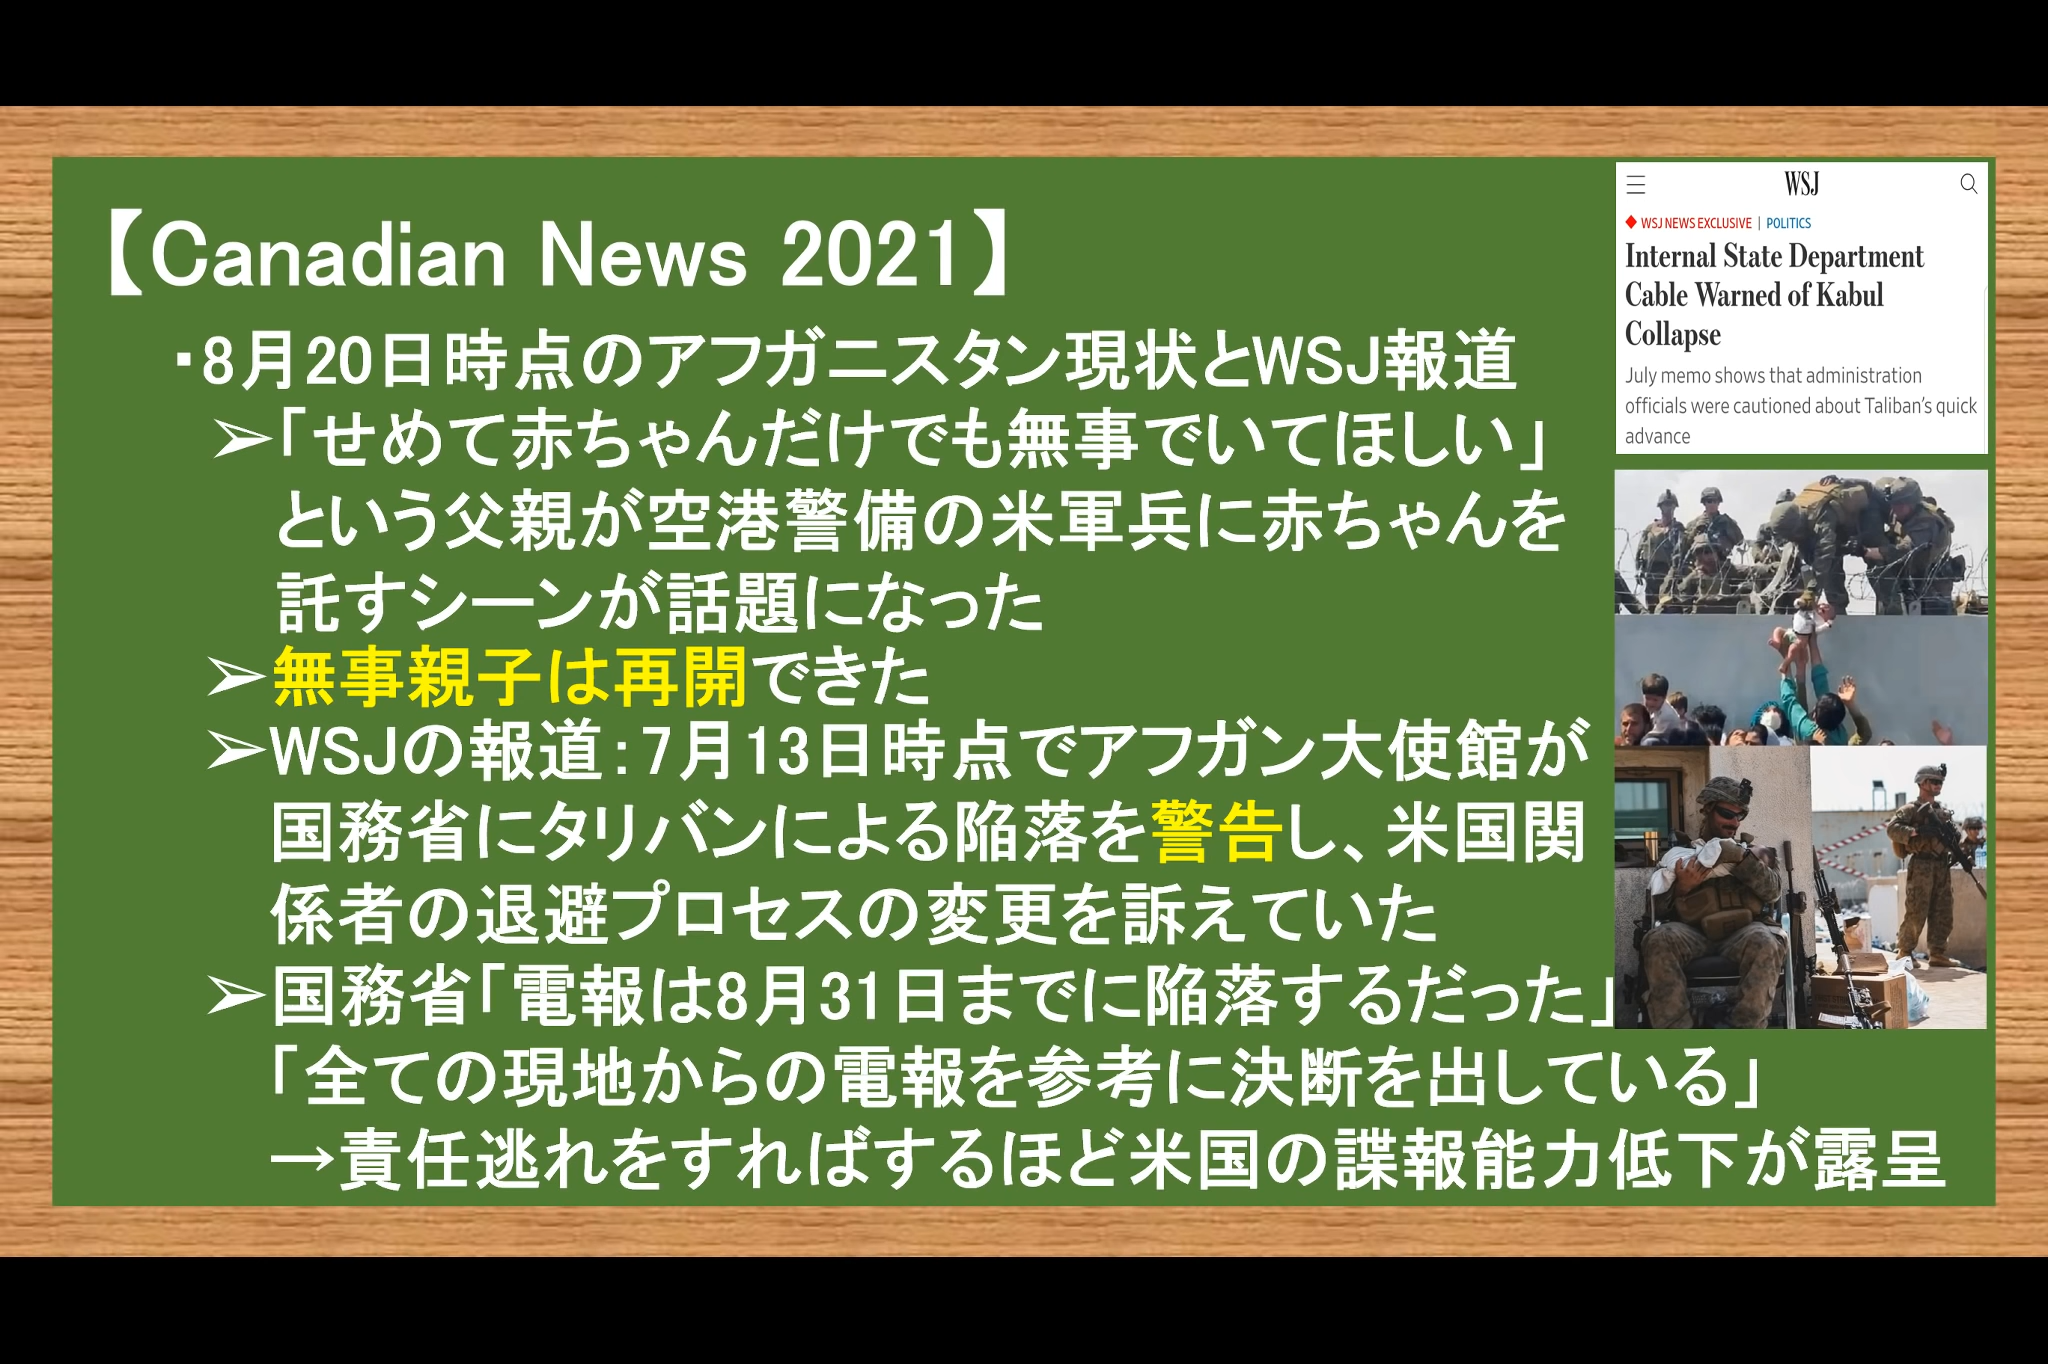 【Canadian News 2021】
・8月20日時点のアフガニスタン現状とWSJ報道
➢「せめて赤ちゃんだけでも無事でいてほしい」
という父親が空港警備の米軍兵に赤ちゃんを
託すシーンが話題になった
➢無事親子は再開できた
➢WSJの報道：7月13日時点でアフガン大使館が
国務省にタリバンによる陥落を警告し、米国関
係者の退避プロセスの変更を訴えていた
➢国務省「電報は8月31日までに陥落するだった」
「全ての現地からの電報を参考に決断を出している」
→責任逃れをすればするほど米国の諜報能力低下が露呈
WSJ
WSJ NEWS EXCLUSIVE | POLITICS
Internal State Department
Cable Warned of Kabul
Collapse
July memo shows that administration
officials were cautioned about Taliban's quick
advance